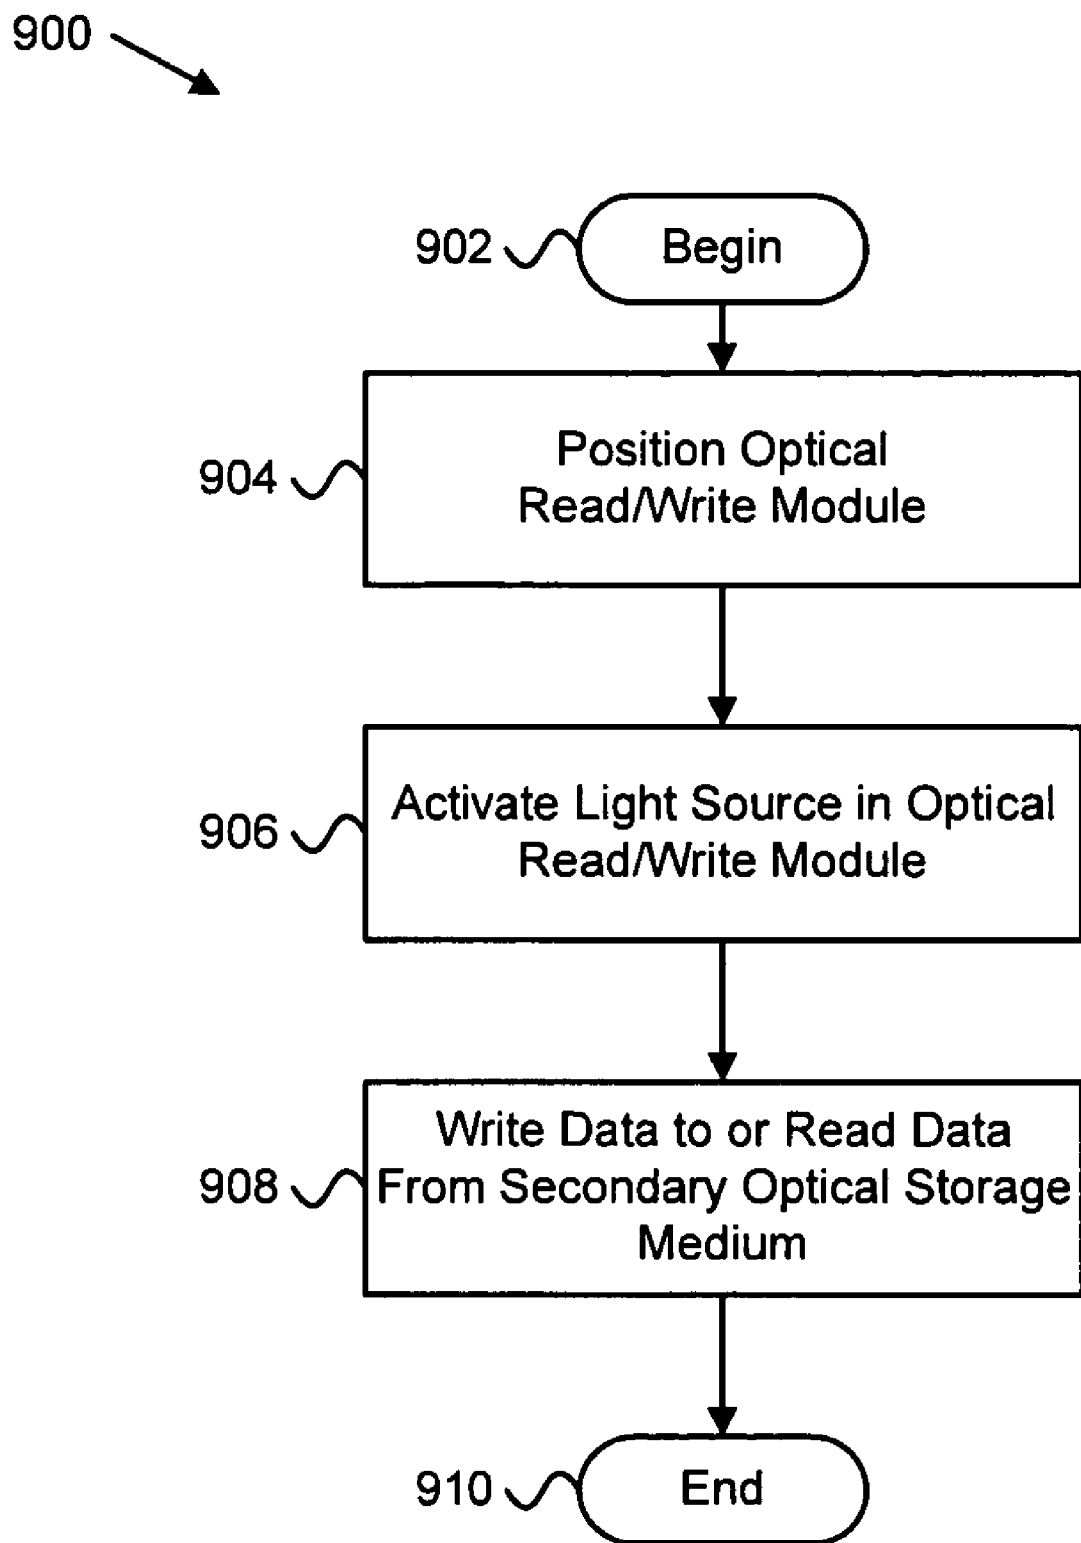 900
902
Begin
904
Position Optical
Read/Write Module
906
Activate Light Source in Optical
Read/Write Module
908
Write Data to or Read Data
From Secondary Optical Storage
Medium
910
End